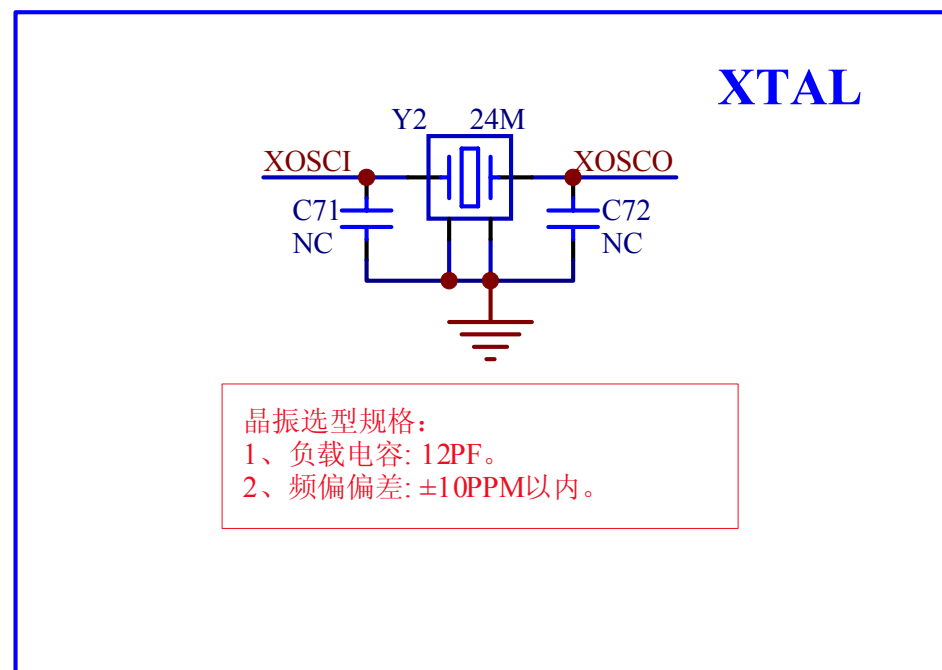 XTAL
Y2 24M
XOSCI XOSCO
C71 C72
NC NC
晶振选型规格：
1、负载电容: 12PF。
2、频偏偏差: ±10PPM以内。